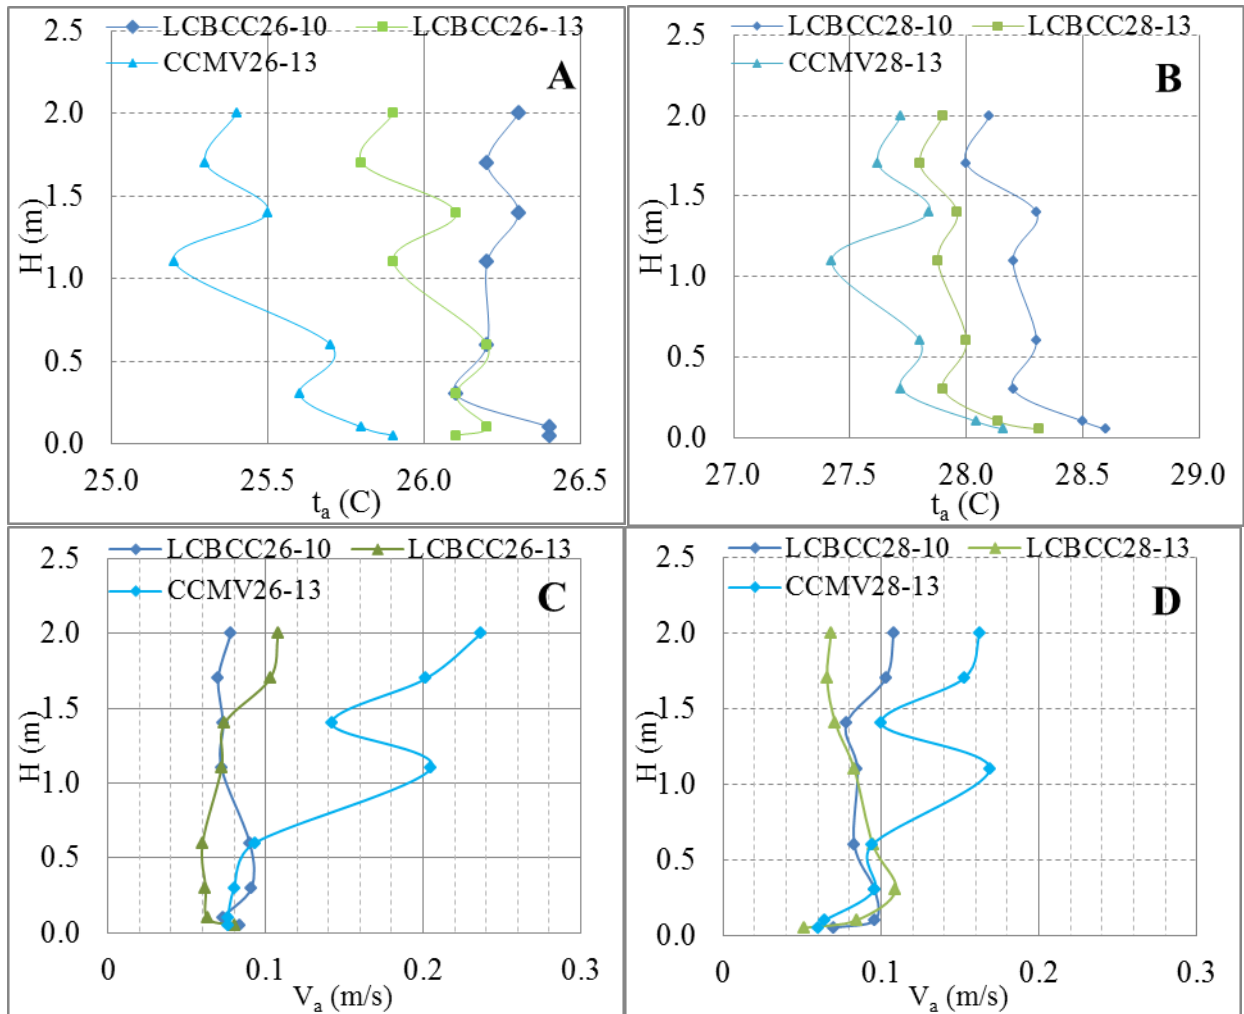 LCBCC26-10 LCBCC26-13
CCMV26-13
A
2.5
2.0
1.5
1.0
0.5
0.0
H (m)
25.0 25.5 26.0 26.5
ta (C)
LCBCC28-10 LCBCC28-13
CCMV28-13
B
2.5
2.0
1.5
1.0
0.5
0.0
H (m)
27.0 27.5 28.0 28.5 29.0
ta (C)
LCBCC26-10 LCBCC26-13
CCMV26-13
C
2.5
2.0
1.5
1.0
0.5
0.0
H (m)
0 0.1 0.2 0.3
Va (m/s)
LCBCC28-10 LCBCC28-13
CCMV28-13
D
2.5
2.0
1.5
1.0
0.5
0.0
H (m)
0 0.1 0.2 0.3
Va (m/s)